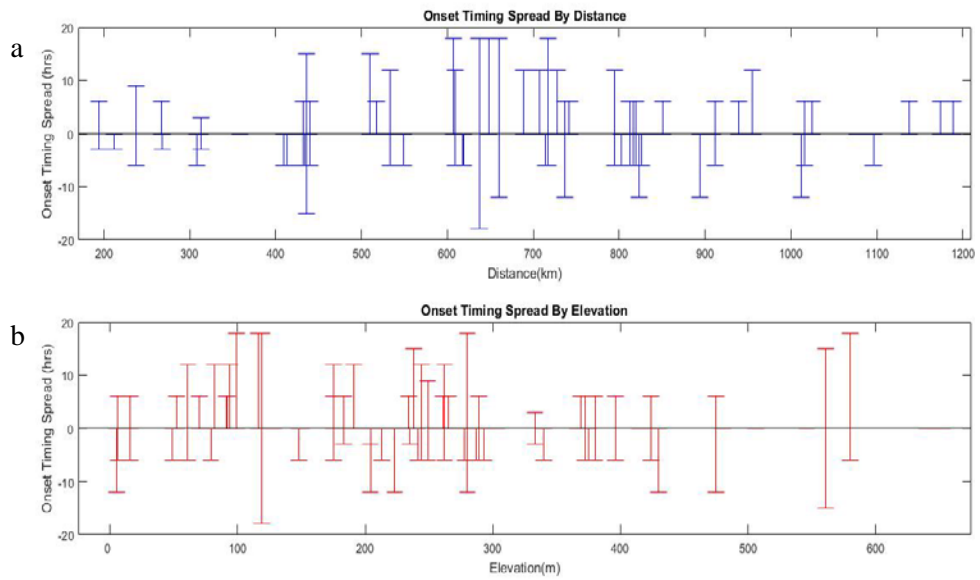 a
Onset Timing Spread By Distance
Onset Timing Spread (hrs)
20
10
0
-10
-20
200 300 400 500 600 700 800 900 1000 1100 1200
Distance(km)
b
Onset Timing Spread By Elevation
Onset Timing Spread (hrs)
20
10
0
-10
-20
0 100 200 300 400 500 600
Elevation(m)